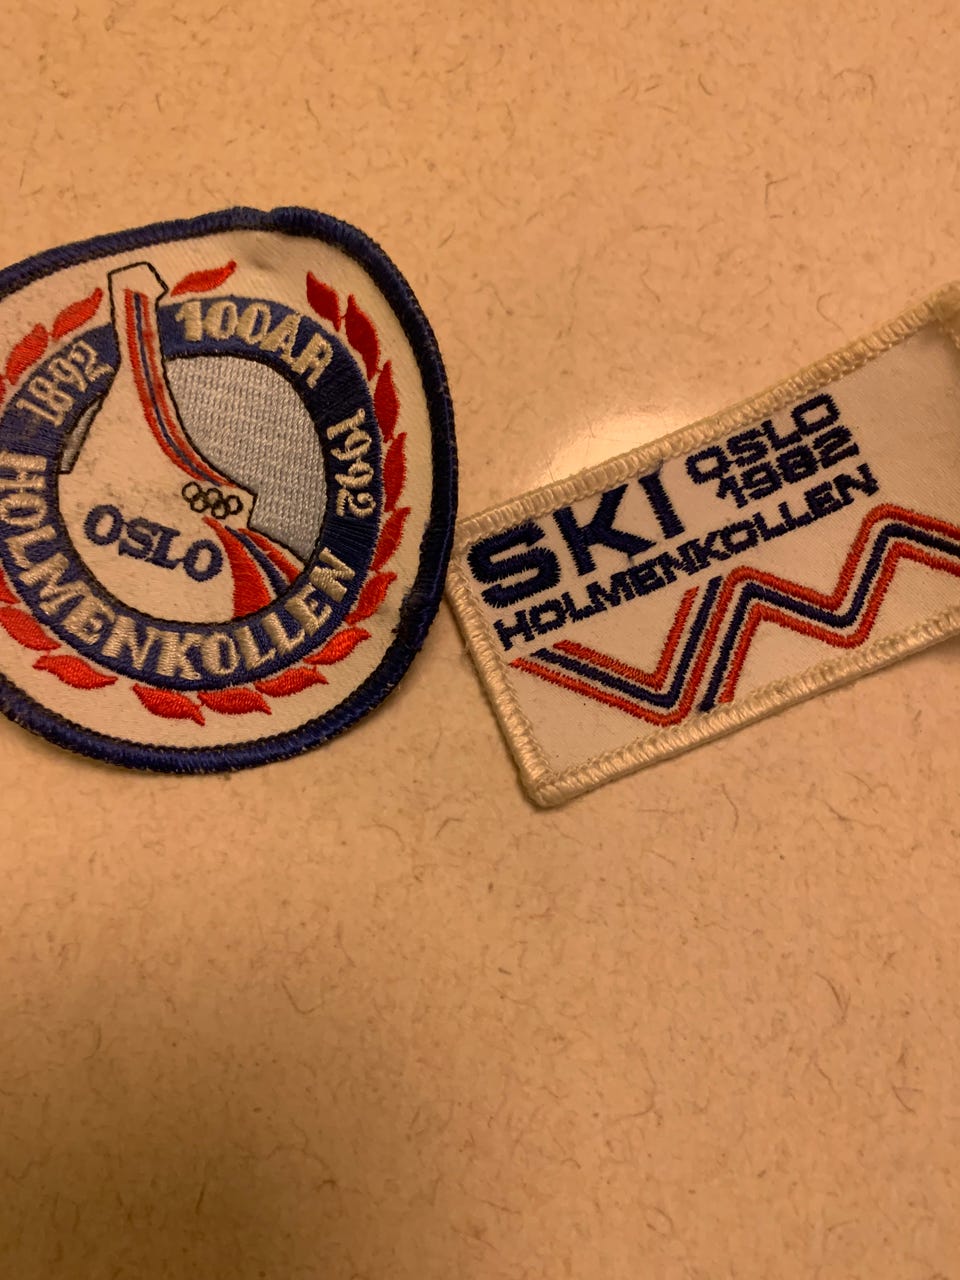 1892
100ÅR
1992
HOLMENKOLLEN
OSLO
SKI
OSLO
1982
HOLMENKOLLEN